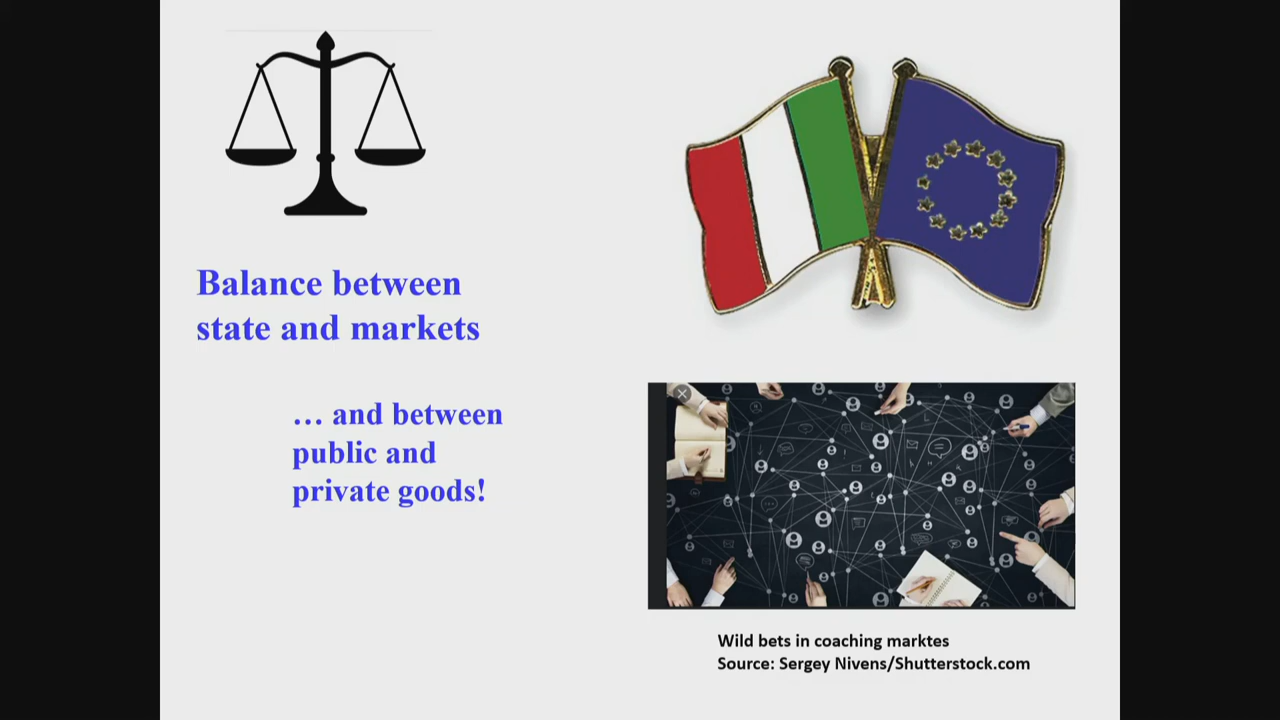 Balance between
state and markets
… and between
public and
private goods!
Wild bets in coaching marktes
Source: Sergey Nivens/Shutterstock.com